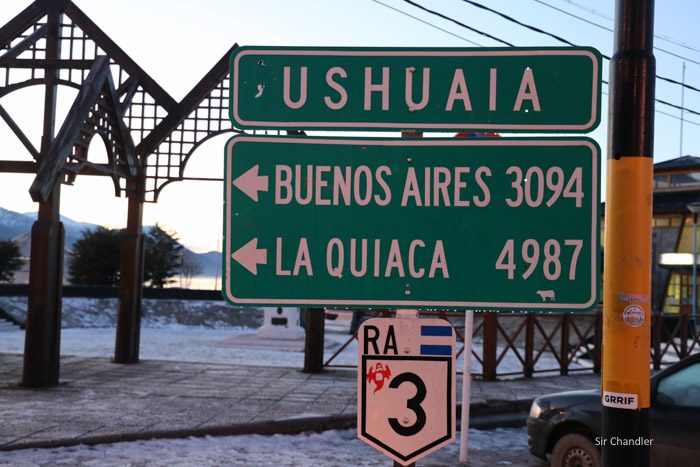 USHUAIA
BUENOS AIRES 3094
LA QUIACA 4987
RA
3
GRRIF
Sir Chandler